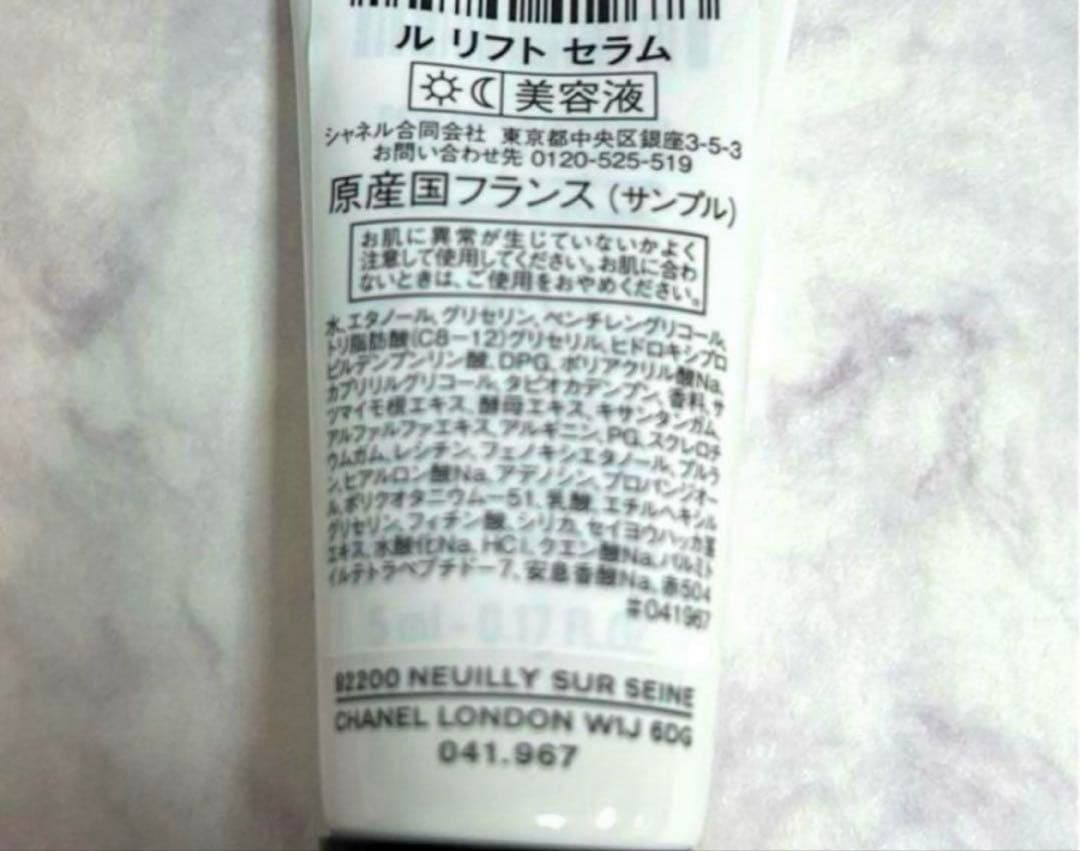 ル リフト セラム
美容液
シャネル合同会社 東京都中央区銀座3-5-3
お問い合わせ先 0120-525-519
原産国フランス (サンプル)
お肌に異常が生じていないかよく
注意して使用してください。お肌に合わ
ないときは、ご使用をおやめください。
水、エタノール、グリセリン、ペンチレングリコール、
トリ脂肪酸(C8-12)グリセリル、ヒドロキシプロ
ピルデンプンリン酸、DPG、ポリアクリル酸Na、
カプリリルグリコール、タピオカデンプン、香料、サ
ツマイモ根エキス、酵母エキス、キサンタンガム、
アルファルファエキス、アルギニン、PG、スクレロチ
ウムガム、レシチン、フェノキシエタノール、プルラ
ン、ヒアルロン酸Na、アデノシン、プロパンジオー
ル、ポリクオタニウム-51、乳酸、エチルヘキシル
グリセリン、フィチン酸、シリカ、セイヨウハッカ葉
エキス、水酸化Na、HCl、クエン酸Na、パルミト
イルテトラペプチド-7、安息香酸Na、赤504
#041967
5 ml - 0.17 fl. oz
92200 NEUILLY SUR SEINE
CHANEL LONDON W1J 6DG
041.967